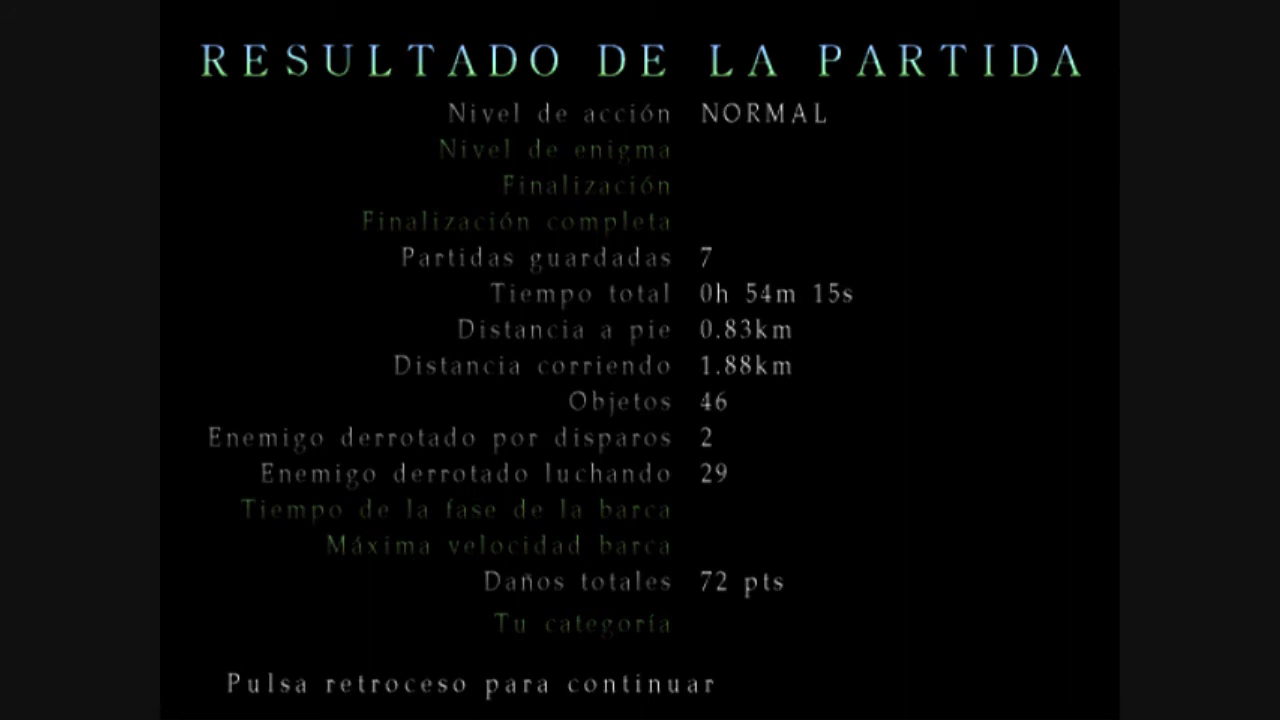 RESULTADO DE LA PARTIDA
Nivel de acción NORMAL
Nivel de enigma
Finalización
Finalización completa
Partidas guardadas 7
Tiempo total 0h 54m 15s
Distancia a pie 0.83km
Distancia corriendo 1.88km
Objetos 46
Enemigo derrotado por disparos 2
Enemigo derrotado luchando 29
Tiempo de la fase de la barca
Máxima velocidad barca
Daños totales 72 pts
Tu categoría
Pulsa retroceso para continuar